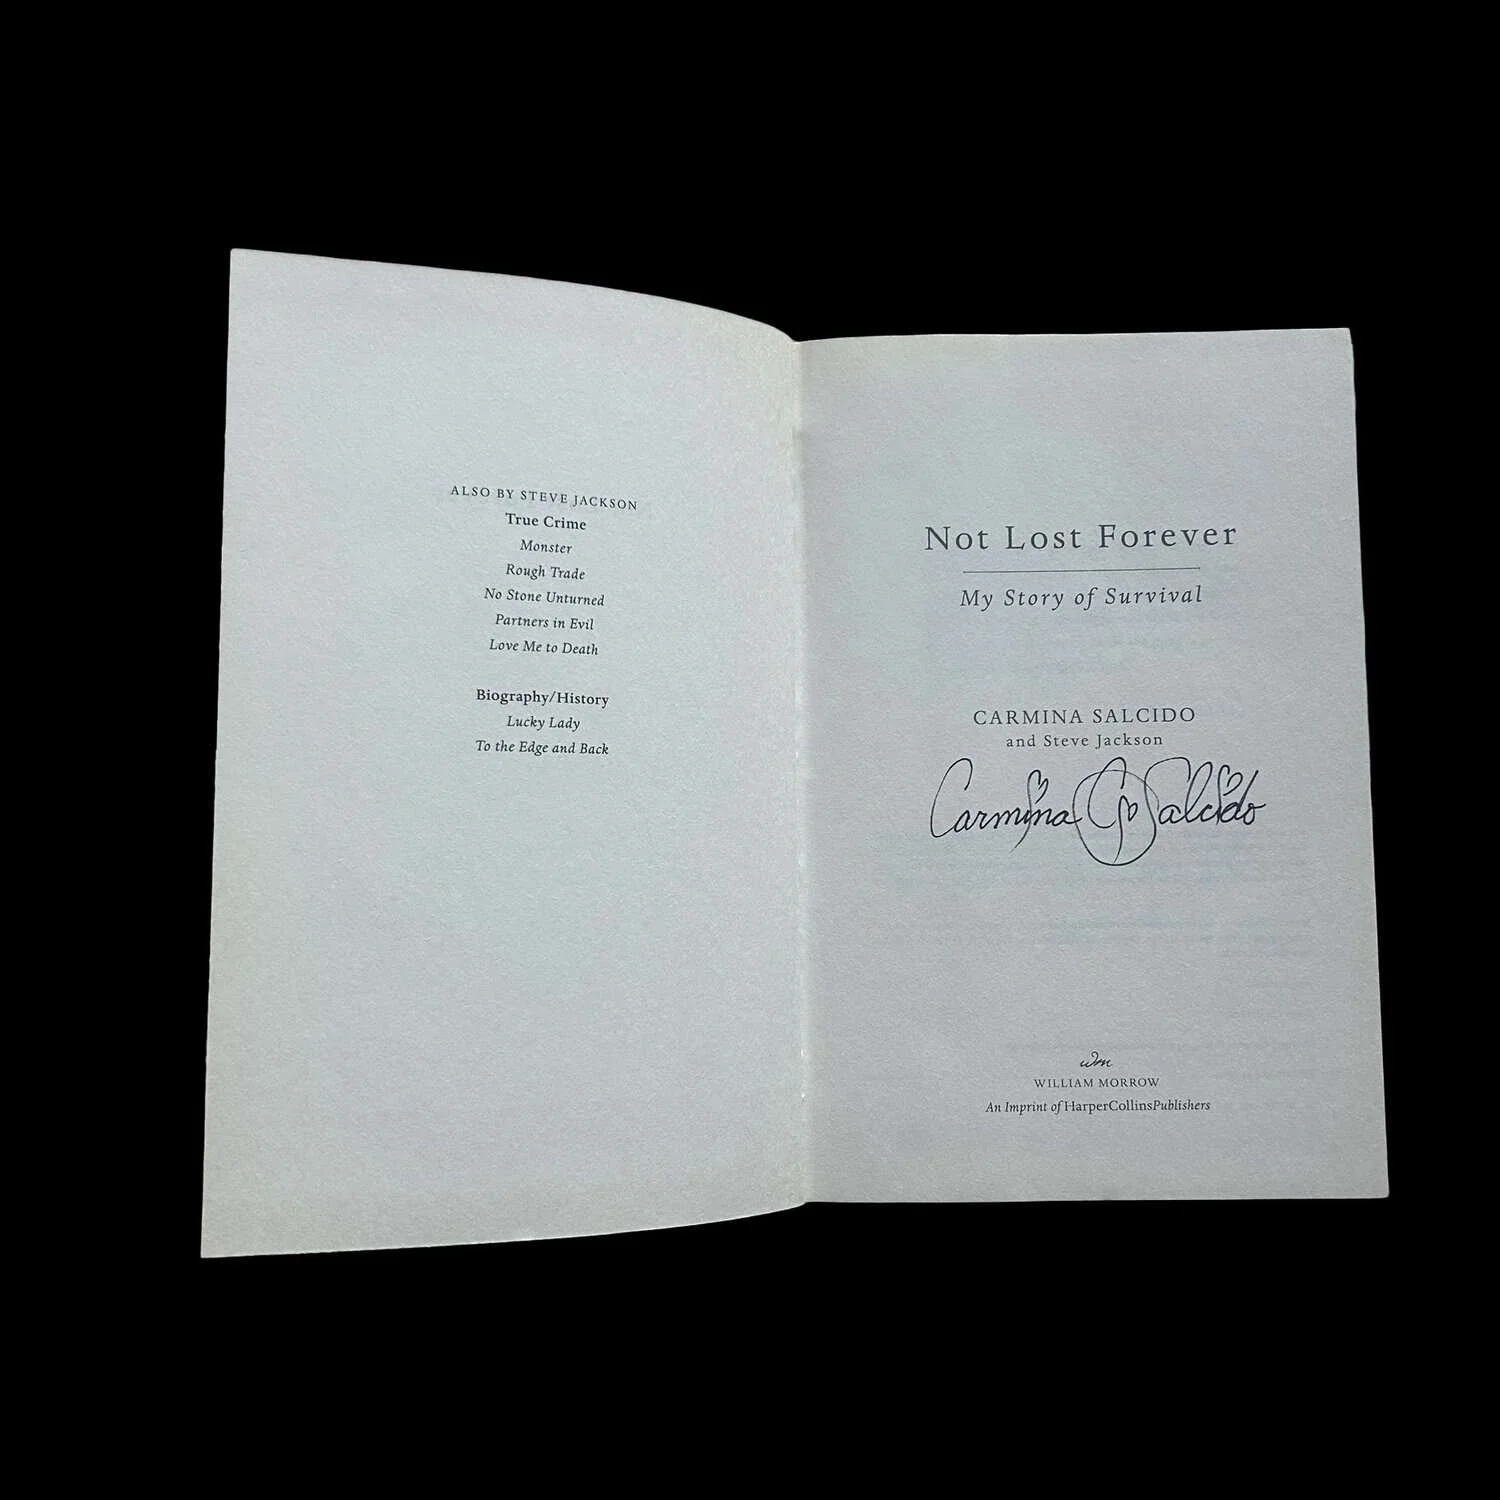 ALSO BY STEVE JACKSON
True Crime
Monster
Rough Trade
No Stone Unturned
Partners in Evil
Love Me to Death
Biography/History
Lucky Lady
To the Edge and Back
Not Lost Forever
My Story of Survival
CARMINA SALCIDO
and Steve Jackson
Carmina G Salcido
wm
WILLIAM MORROW
An Imprint of HarperCollinsPublishers